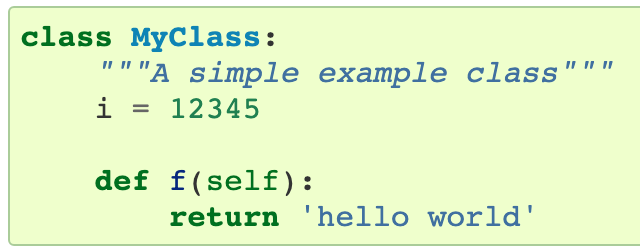 class MyClass:
    """A simple example class"""
    i = 12345

    def f(self):
        return 'hello world'